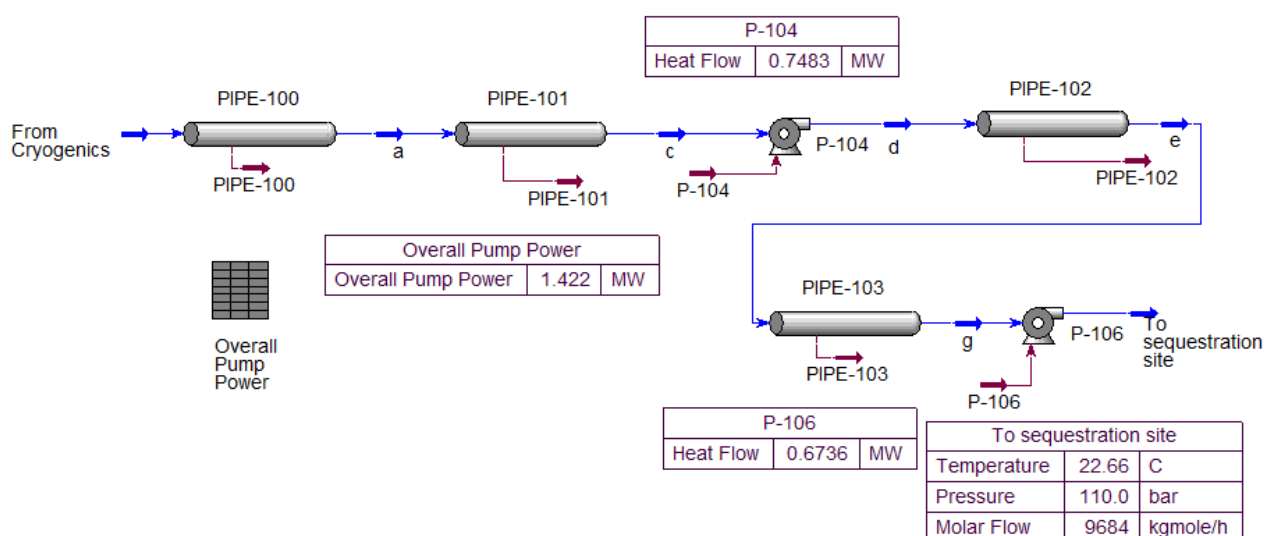 P-104
Heat Flow 0.7483 MW
PIPE-100
PIPE-101
PIPE-102
From
Cryogenics
a
c
P-104
d
e
PIPE-100
PIPE-101
P-104
PIPE-102
Overall Pump Power
Overall Pump Power 1.422 MW
Overall
Pump
Power
PIPE-103
g
P-106
To
sequestration
site
PIPE-103
P-106
P-106
Heat Flow 0.6736 MW
To sequestration site
Temperature 22.66 C
Pressure 110.0 bar
Molar Flow 9684 kgmole/h